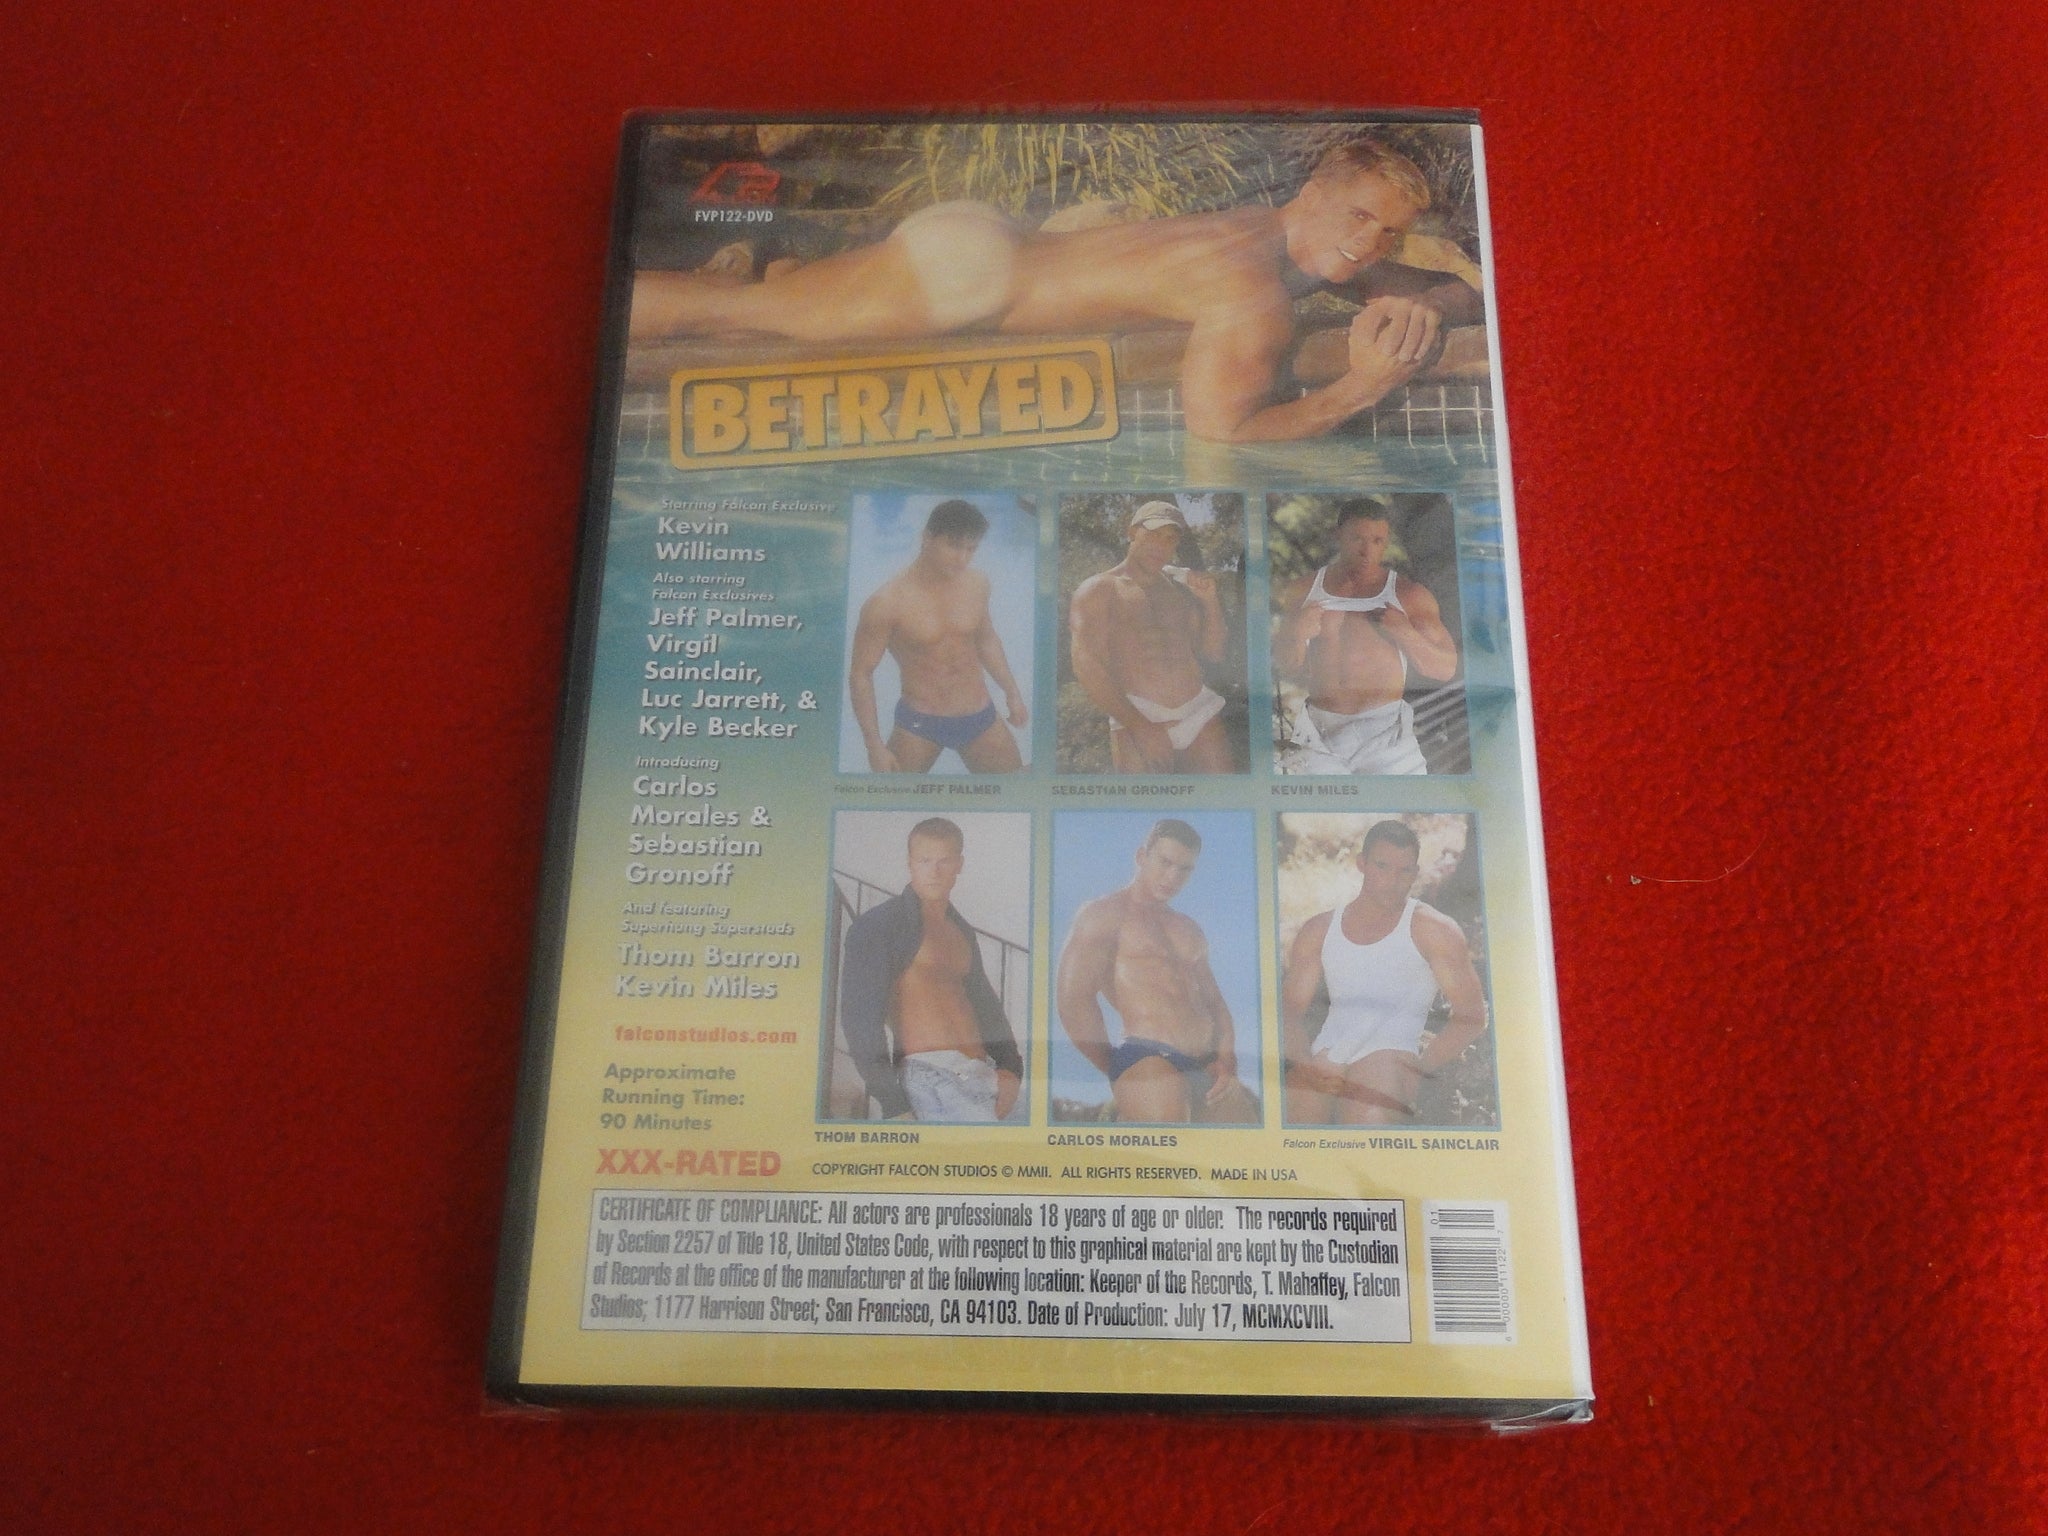 FVP122-DVD
BETRAYED
Starring Falcon Exclusive
Kevin
Williams
Also starring
Falcon Exclusives
Jeff Palmer,
Virgil
Sainclair,
Luc Jarrett, &
Kyle Becker
Introducing
Carlos
Morales &
Sebastian
Gronoff
And featuring
Superhung Superstuds
Thom Barron
Kevin Miles
falconstudios.com
Approximate
Running Time:
90 Minutes
XXX-RATED
Falcon Exclusive JEFF PALMER
SEBASTIAN GRONOFF
KEVIN MILES
THOM BARRON
CARLOS MORALES
Falcon Exclusive VIRGIL SAINCLAIR
COPYRIGHT FALCON STUDIOS © MMII. ALL RIGHTS RESERVED. MADE IN USA
CERTIFICATE OF COMPLIANCE: All actors are professionals 18 years of age or older. The records required
by Section 2257 of Title 18, United States Code, with respect to this graphical material are kept by the Custodian
of Records at the office of the manufacturer at the following location: Keeper of the Records, T. Mahaffey, Falcon
Studios; 1177 Harrison Street; San Francisco, CA 94103. Date of Production: July 17, MCMXCVIII.
01
6 00000 11122 7